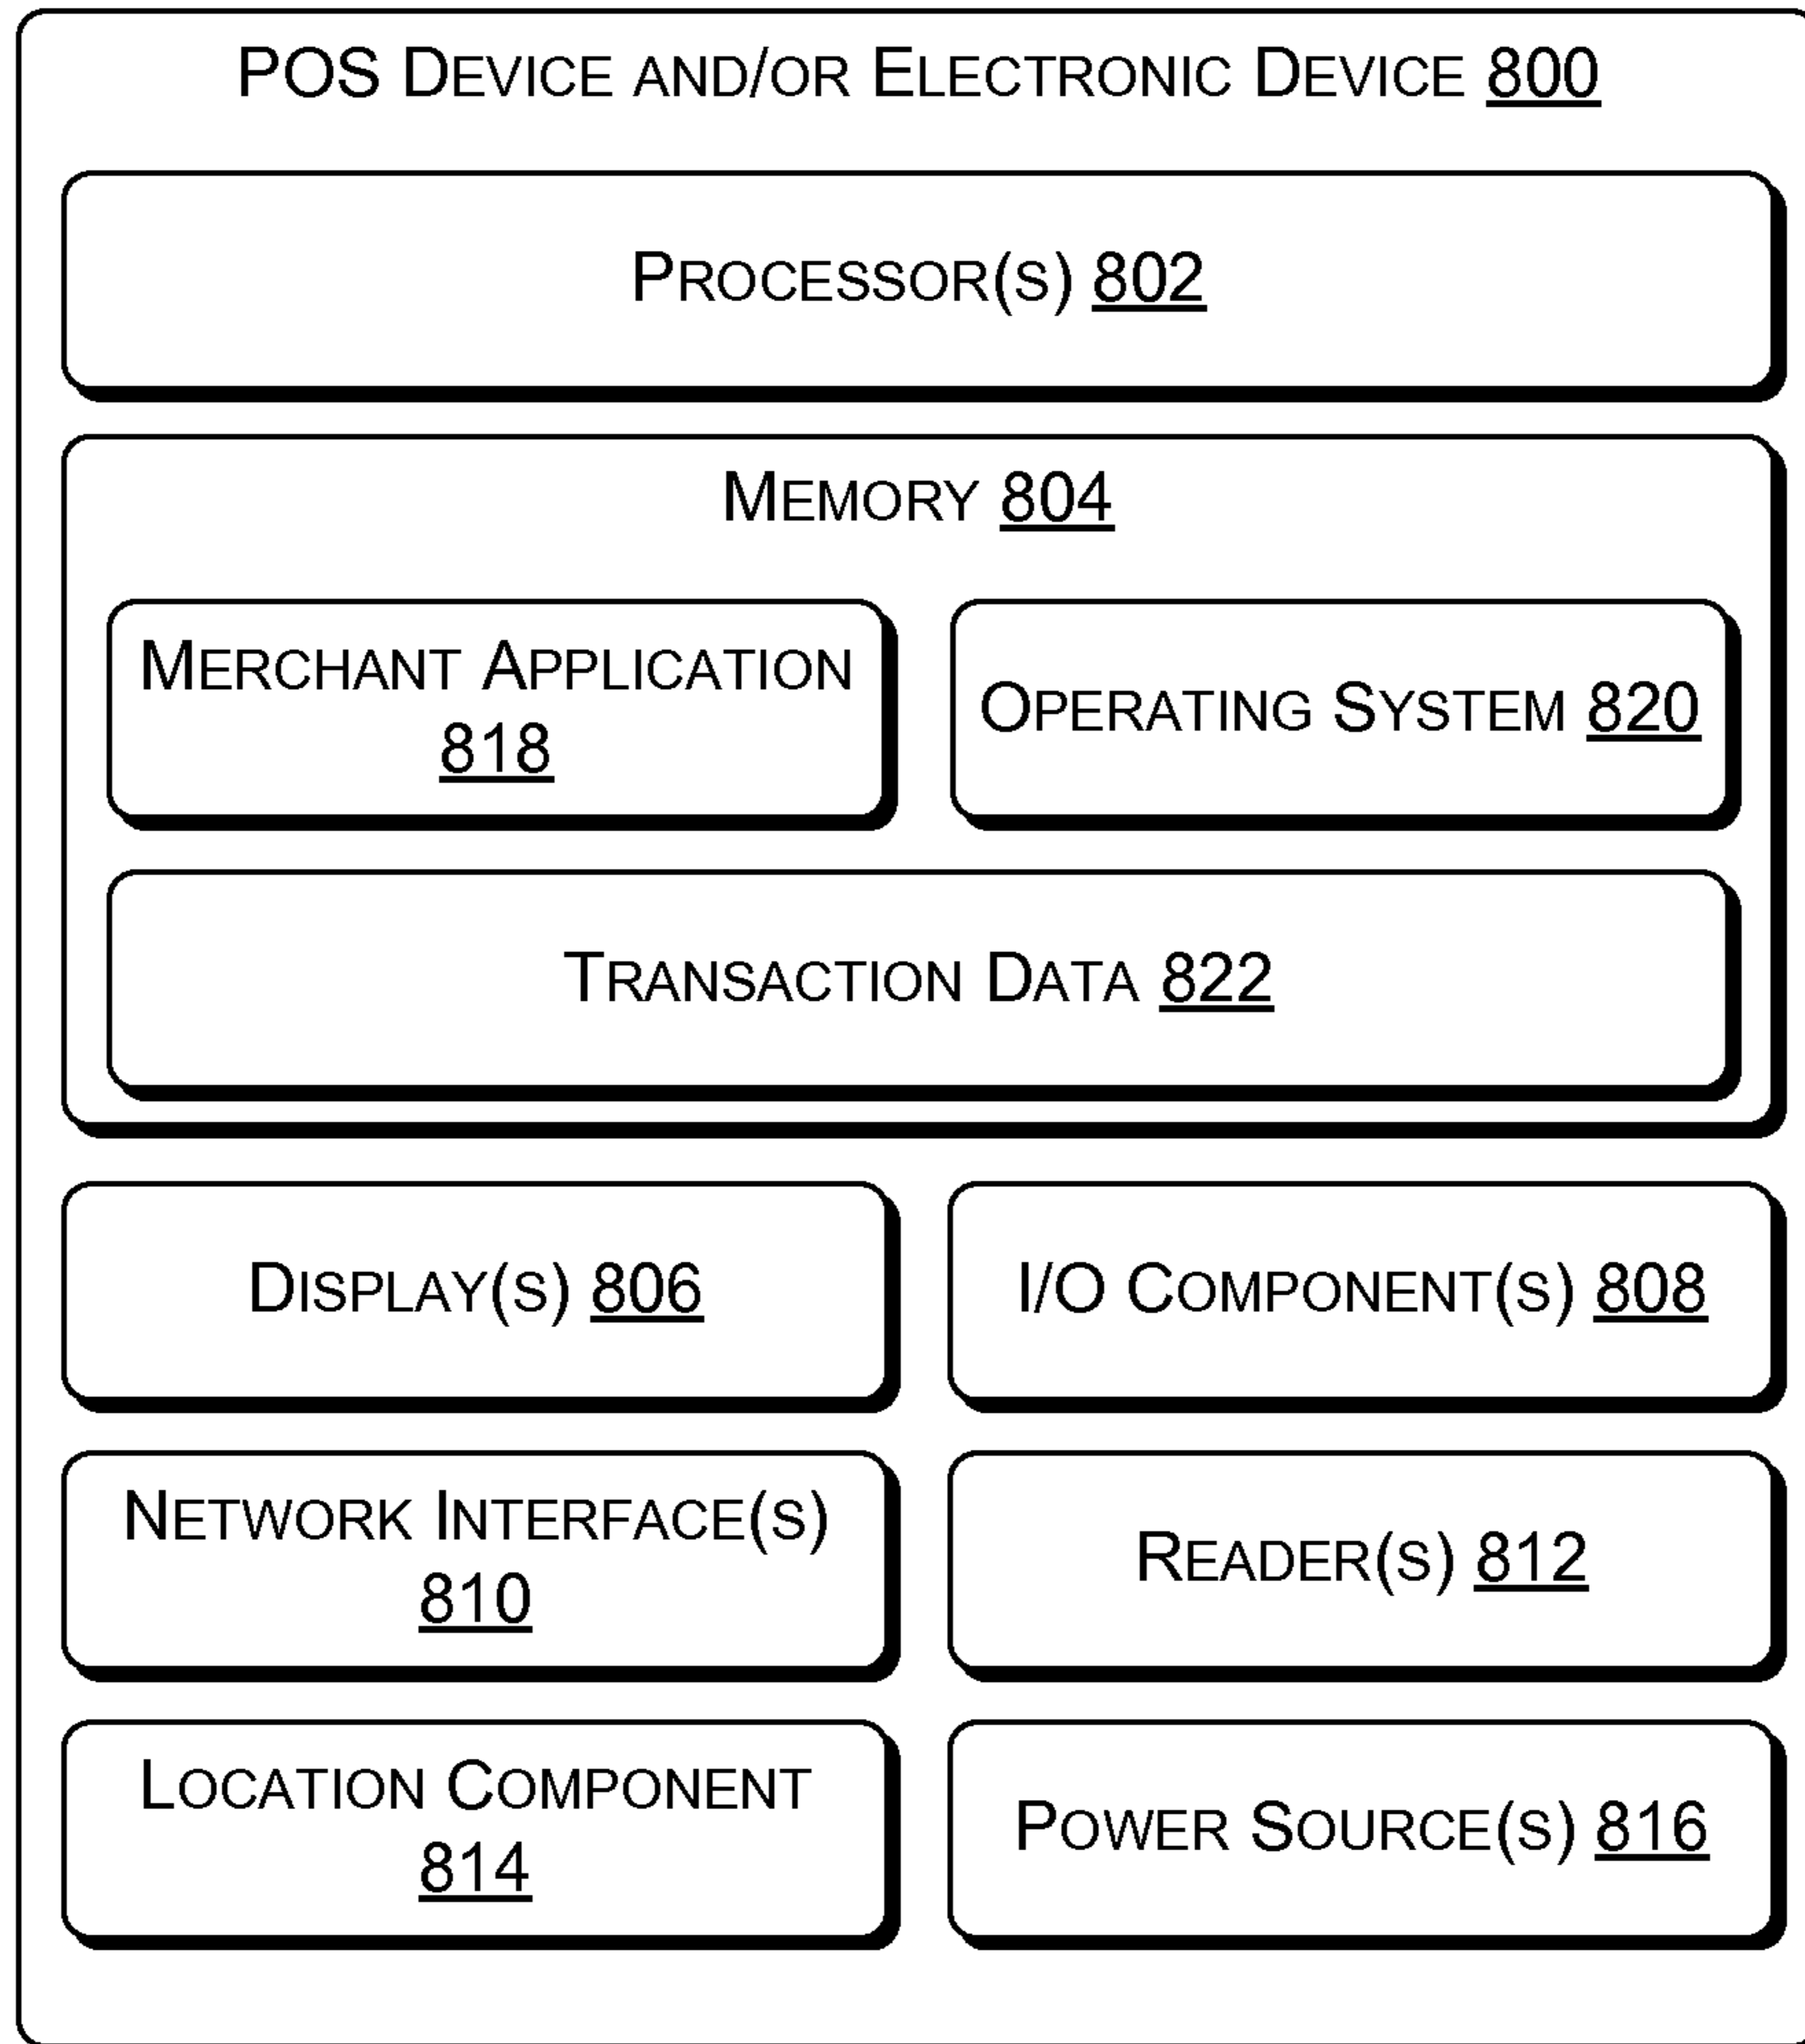 POS DEVICE AND/OR ELECTRONIC DEVICE 800
PROCESSOR(S) 802
MEMORY 804
MERCHANT APPLICATION
818
OPERATING SYSTEM 820
TRANSACTION DATA 822
DISPLAY(S) 806
I/O COMPONENT(S) 808
NETWORK INTERFACE(S)
810
READER(S) 812
LOCATION COMPONENT
814
POWER SOURCE(S) 816